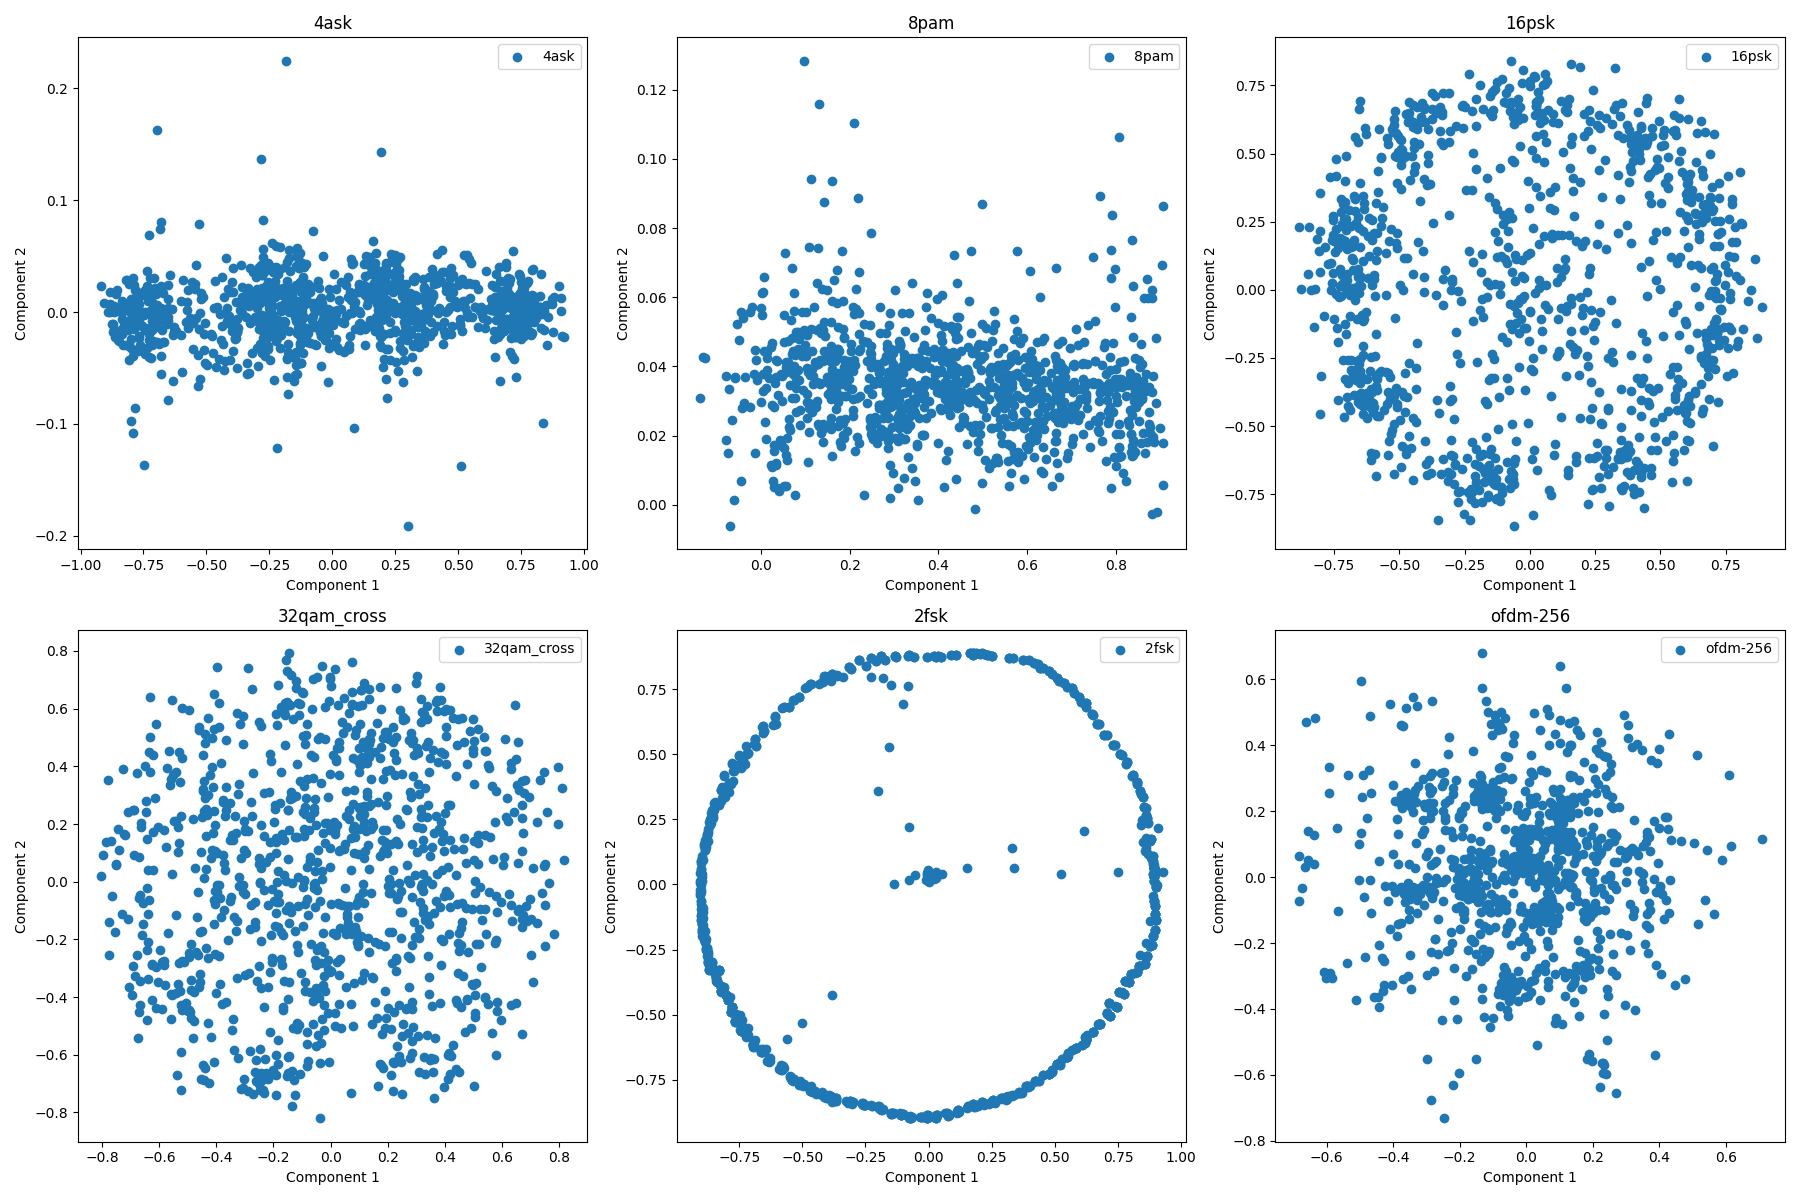 4ask
4ask
0.2
0.1
0.0
−0.1
−0.2
−1.00 −0.75 −0.50 −0.25 0.00 0.25 0.50 0.75 1.00
Component 1
Component 2
8pam
8pam
0.12
0.10
0.08
0.06
0.04
0.02
0.00
0.0 0.2 0.4 0.6 0.8
Component 1
Component 2
16psk
16psk
0.75
0.50
0.25
0.00
−0.25
−0.50
−0.75
−0.75 −0.50 −0.25 0.00 0.25 0.50 0.75
Component 1
Component 2
32qam_cross
32qam_cross
0.8
0.6
0.4
0.2
0.0
−0.2
−0.4
−0.6
−0.8
−0.8 −0.6 −0.4 −0.2 0.0 0.2 0.4 0.6 0.8
Component 1
Component 2
2fsk
2fsk
0.75
0.50
0.25
0.00
−0.25
−0.50
−0.75
−0.75 −0.50 −0.25 0.00 0.25 0.50 0.75 1.00
Component 1
Component 2
ofdm-256
ofdm-256
0.6
0.4
0.2
0.0
−0.2
−0.4
−0.6
−0.8
−0.6 −0.4 −0.2 0.0 0.2 0.4 0.6
Component 1
Component 2